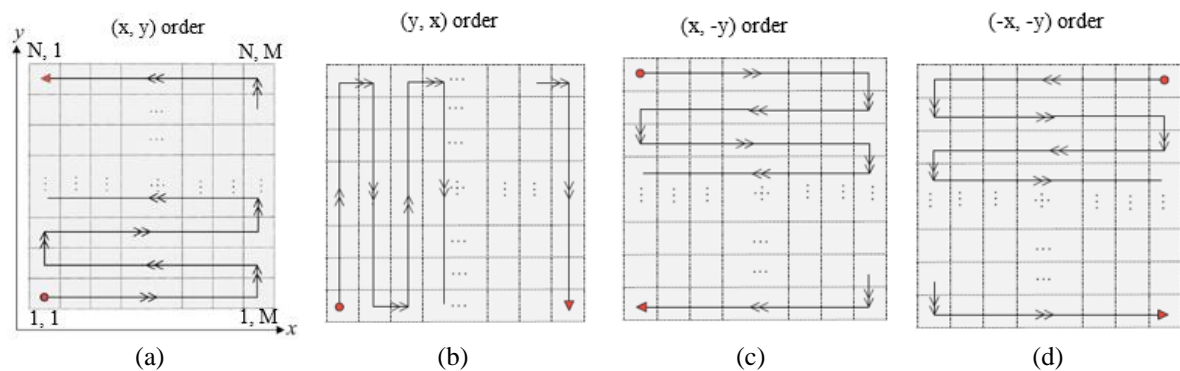 (x, y) order
(y, x) order
(x, -y) order
(-x, -y) order
y
N, 1
N, M
1, 1
1, M
x
(a)
(b)
(c)
(d)